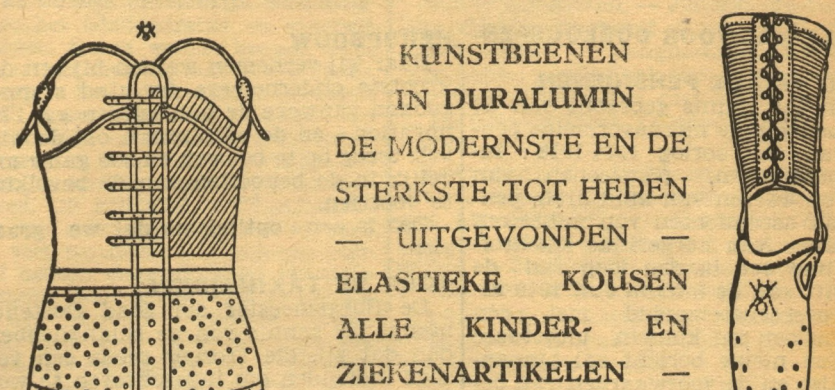 KUNSTBEENEN
IN DURALUMIN
DE MODERNSTE EN DE
STERKSTE TOT HEDEN
— UITGEVONDEN —
ELASTIEKE KOUSEN
ALLE KINDER- EN
ZIEKENARTIKELEN —